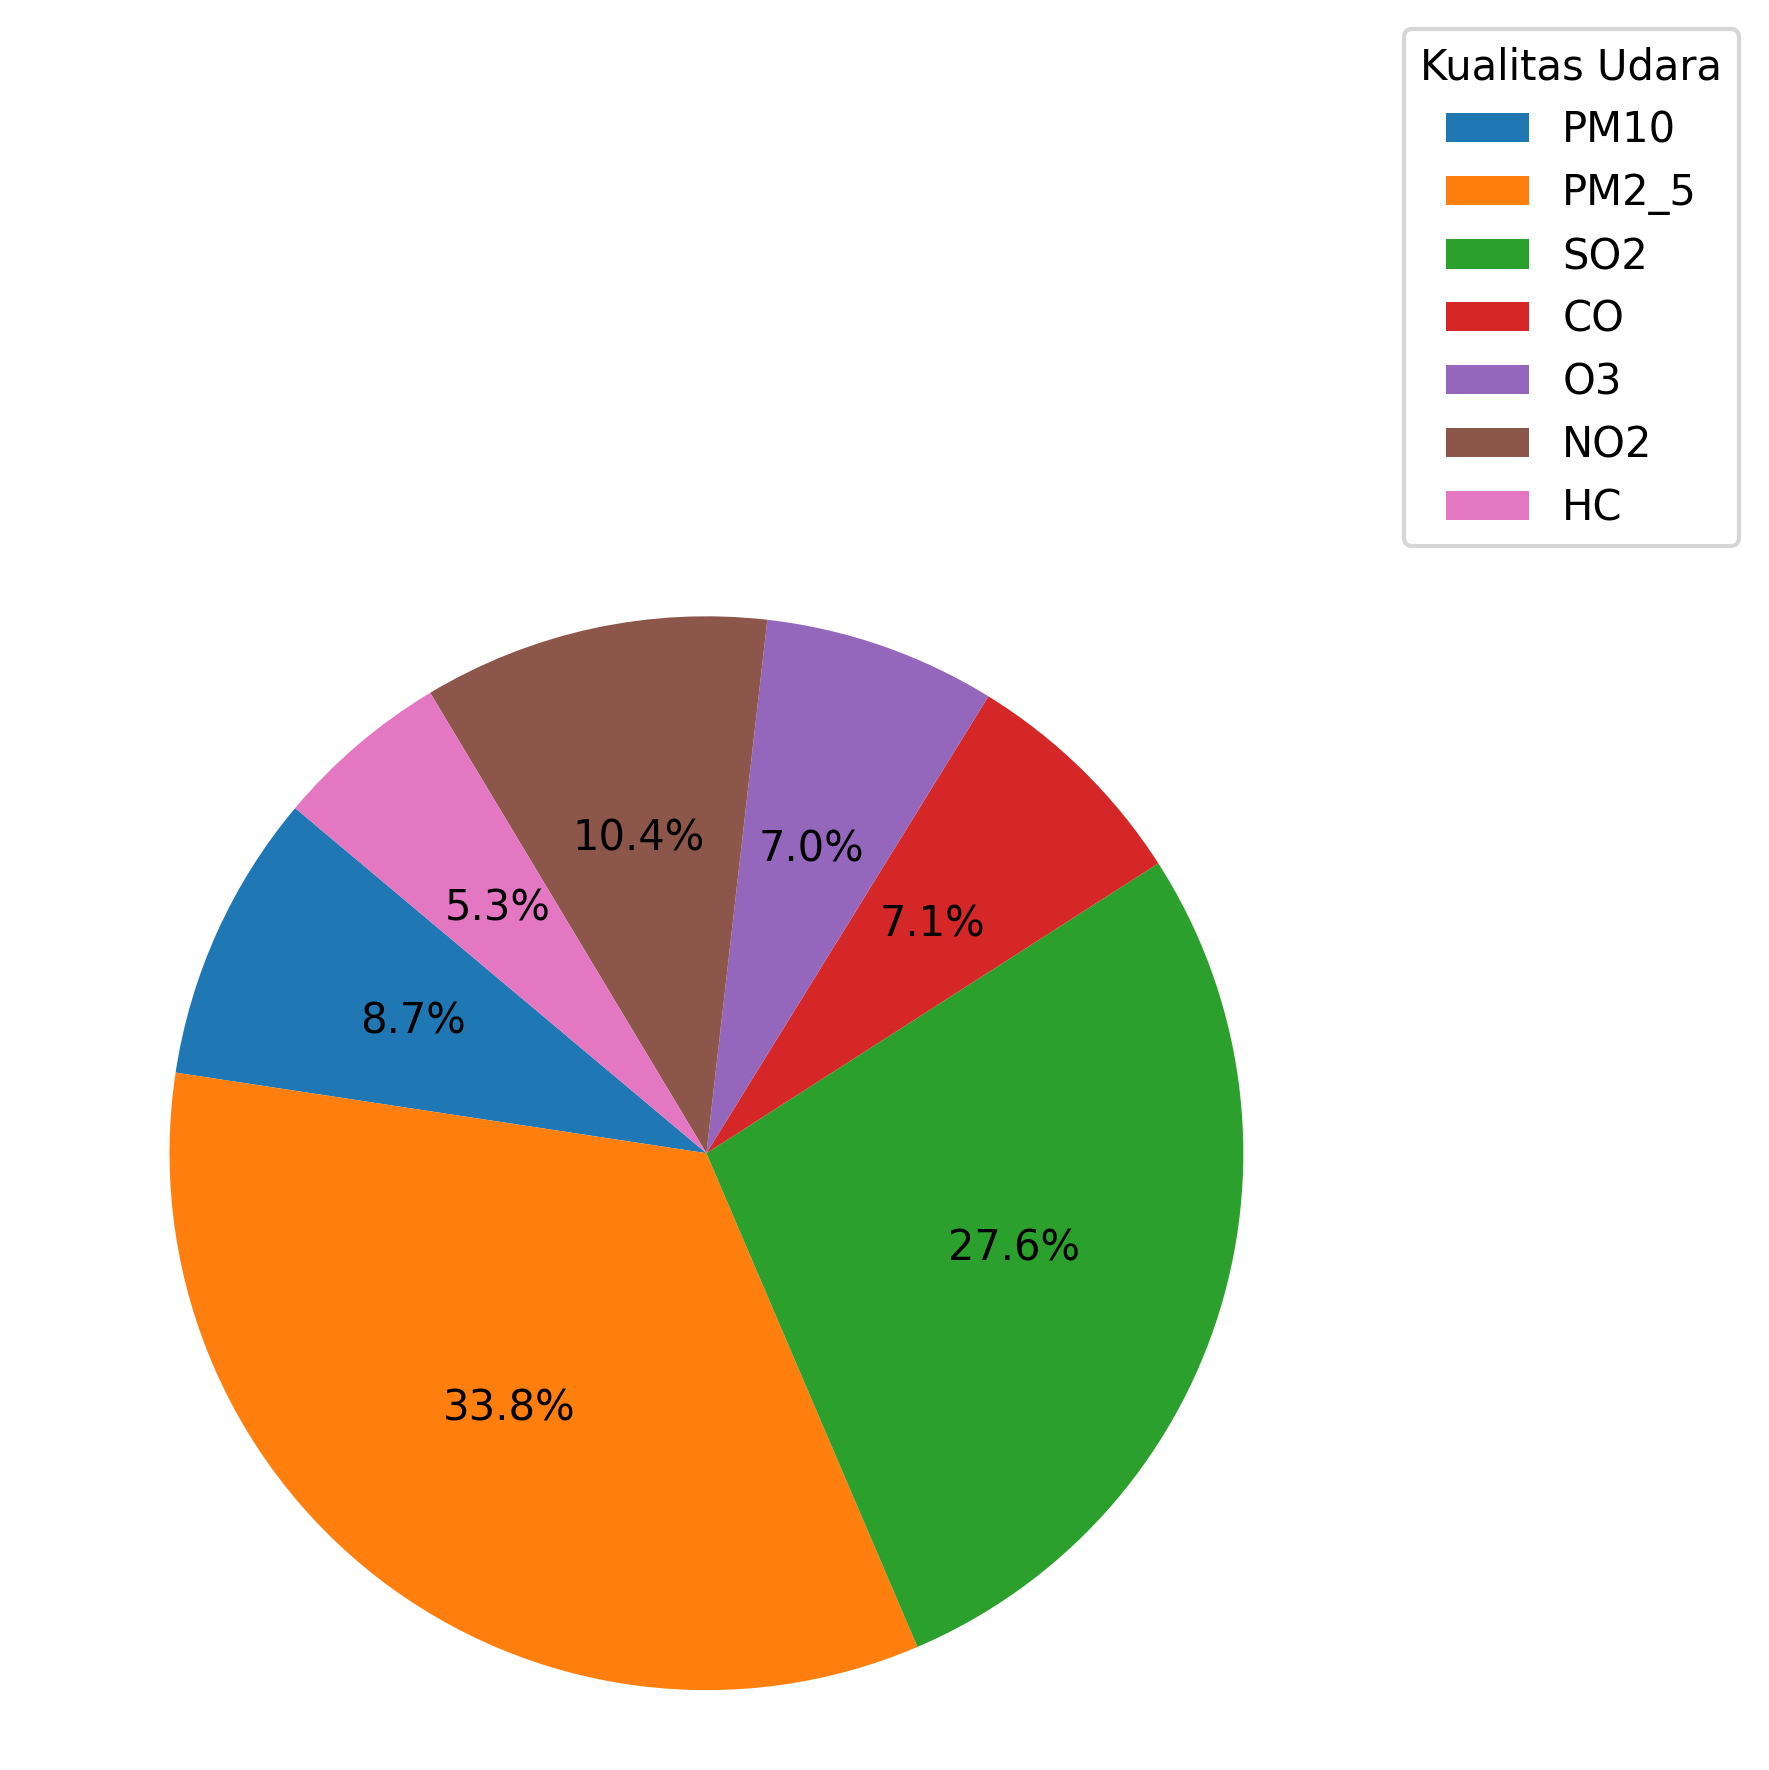 Kualitas Udara
PM10
PM2_5
SO2
CO
O3
NO2
HC
10.4%
7.0%
5.3%
7.1%
8.7%
27.6%
33.8%